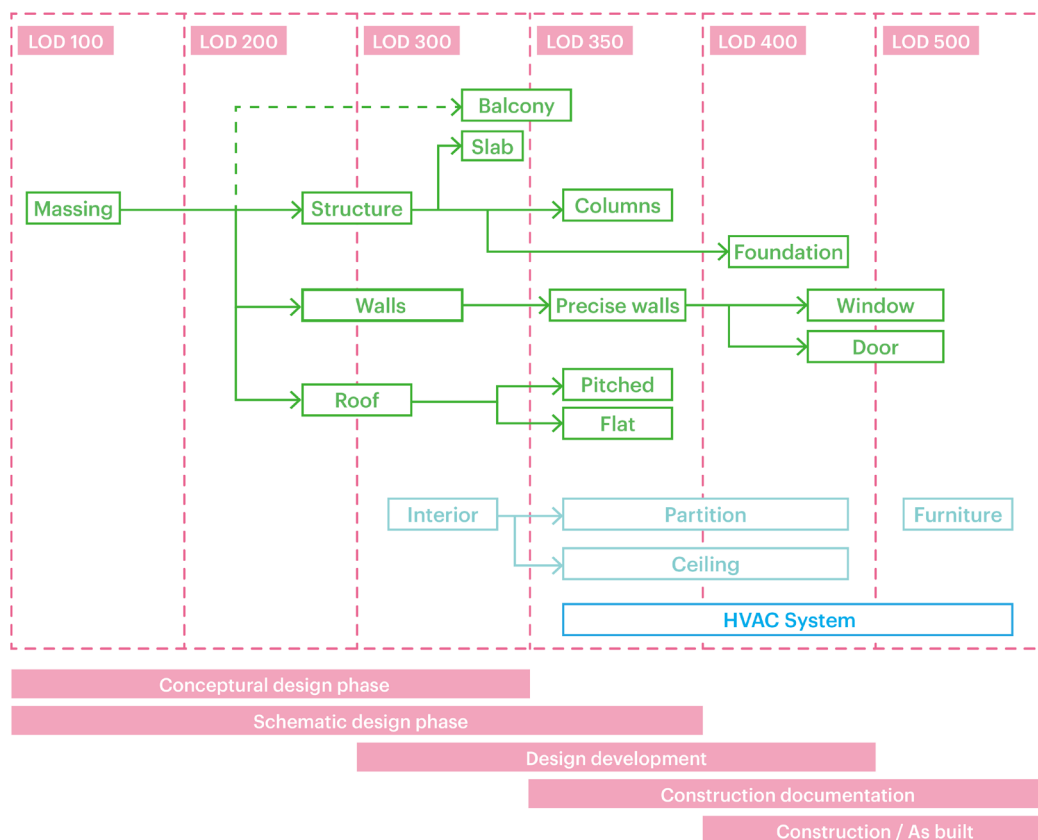 LOD 100
LOD 200
LOD 300
LOD 350
LOD 400
LOD 500
Balcony
Slab
Massing
Structure
Columns
Foundation
Walls
Precise walls
Window
Door
Roof
Pitched
Flat
Interior
Partition
Furniture
Ceiling
HVAC System
Conceptural design phase
Schematic design phase
Design development
Construction documentation
Construction / As built